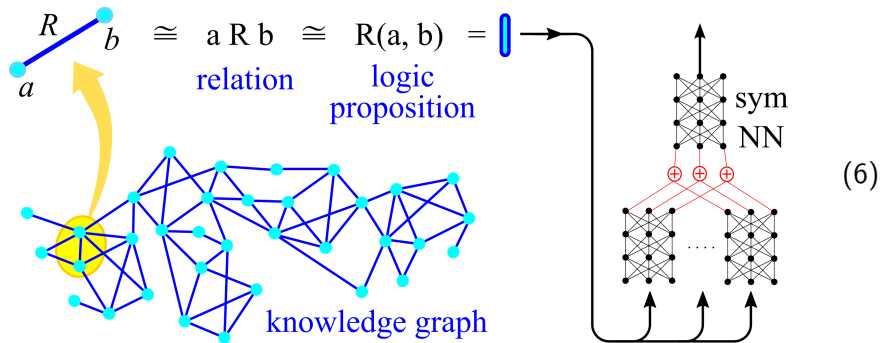 R
a
b
≅ a R b ≅ R(a, b) =
relation
logic
proposition
sym
NN
+ + +
(6)
. . . .
knowledge graph